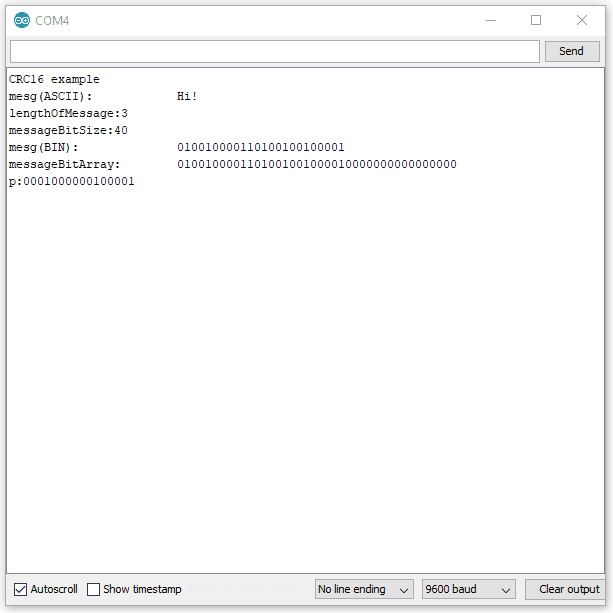 COM4
Send
CRC16 example
mesg(ASCII): Hi!
lengthOfMessage:3
messageBitSize:40
mesg(BIN): 010010000110100100100001
messageBitArray: 0100100001101001001000010000000000000000
p:0001000000100001
Autoscroll Show timestamp No line ending 9600 baud Clear output